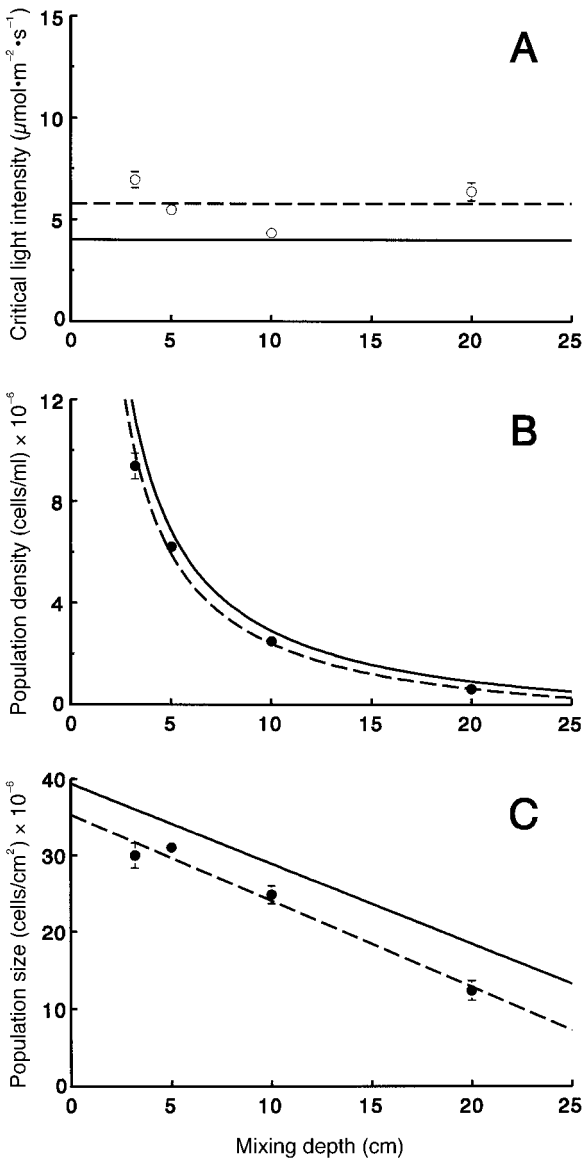 A
Critical light intensity (µmol•m⁻²•s⁻¹)
15
10
5
0
0 5 10 15 20 25
B
Population density (cells/ml) × 10⁻⁶
12
8
4
0
0 5 10 15 20 25
C
Population size (cells/cm²) × 10⁻⁶
40
30
20
10
0
0 5 10 15 20 25
Mixing depth (cm)